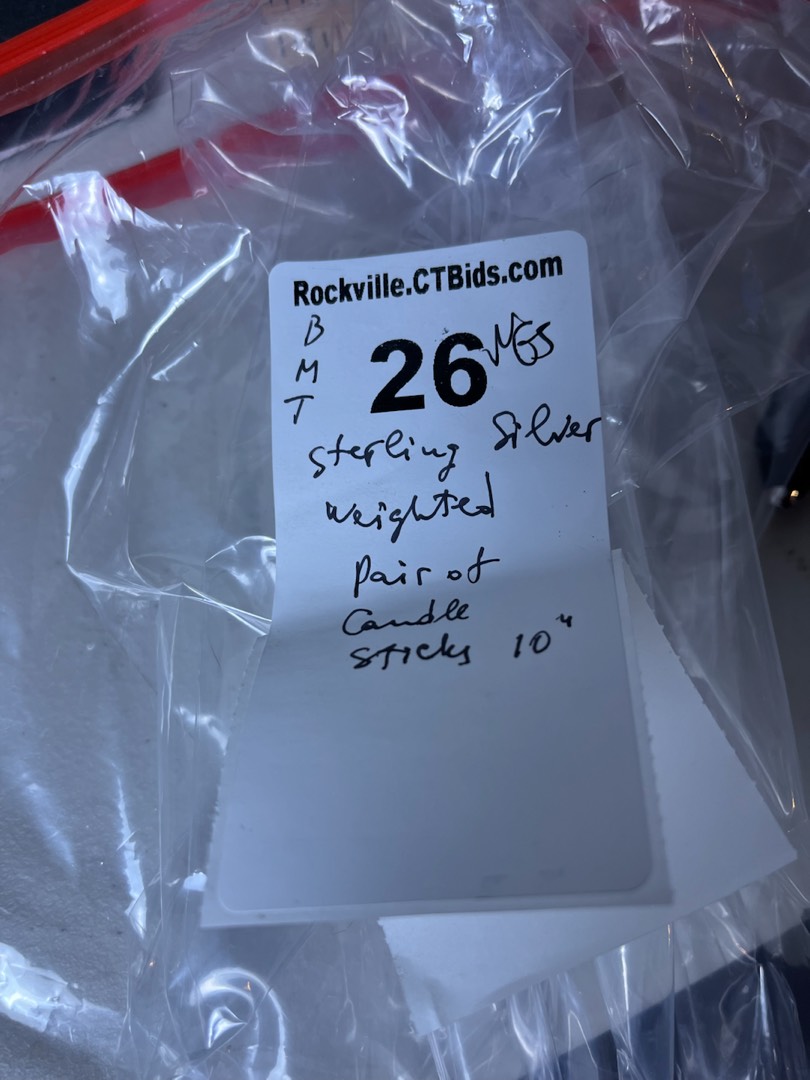 Rockville.CTBids.com
B
M
T
26
Sterling Silver
Weighted
Pair of
Candle
Sticks 10"